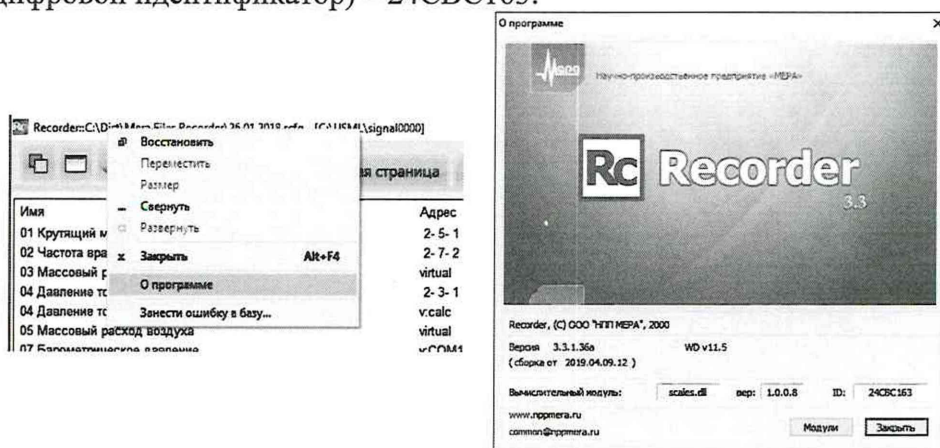 цифровой идентификатор) – 24CBC163.
Recorder::C:\Dirt\Mera Files Recorder\26.01.2018.rcfg - [C:\USML\signal0000]
Восстановить
Переместить
Размер
Свернуть
Развернуть
Закрыть Alt+F4
О программе
Занести ошибку в базу...
ая страница
Имя Адрес
01 Крутящий м 2- 5- 1
02 Частота вра 2- 7- 2
03 Массовый р virtual
04 Давление тс 2- 3- 1
04 Давление тс v:calc
05 Массовый расход воздуха virtual
07 Барометрическое давление v:COM1
О программе
мера
Научно-производственное предприятие «МЕРА»
Rc Recorder
3.3
Recorder, (C) ООО "НПП МЕРА", 2000
Версия 3.3.1.36a WD v11.5
( сборка от 2019.04.09.12 )
Вычислительный модуль: scales.dll вер: 1.0.0.8 ID: 24CBC163
www.nppmera.ru
common@nppmera.ru
Модули Закрыть